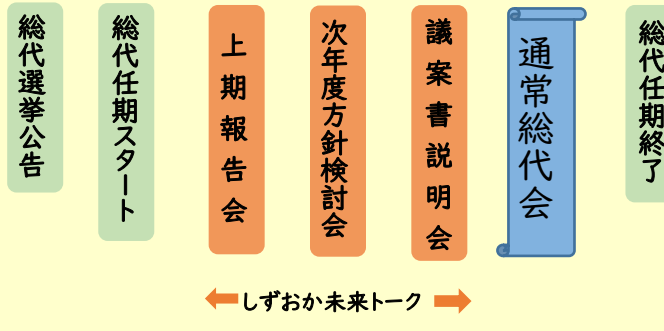 総代選挙公告
総代任期スタート
上期報告会
次年度方針検討会
議案書説明会
通常総代会
総代任期終了
しずおか未来トーク